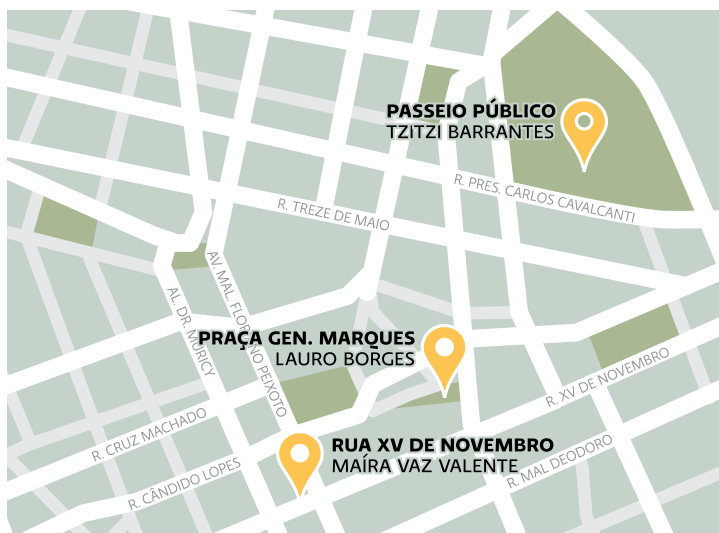 PASSEIO PÚBLICO
TZITZI BARRANTES
R. PRES. CARLOS CAVALCANTI
R. TREZE DE MAIO
AV. MAL. FLORIANO PEIXOTO
AL. DR. MURICY
PRAÇA GEN. MARQUES
LAURO BORGES
R. XV DE NOVEMBRO
R. CRUZ MACHADO
RUA XV DE NOVEMBRO
MAÍRA VAZ VALENTE
R. MAL DEODORO
R. CÂNDIDO LOPES